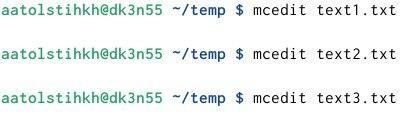 aatolstihkh@dk3n55 ~/temp $ mcedit text1.txt
aatolstihkh@dk3n55 ~/temp $ mcedit text2.txt
aatolstihkh@dk3n55 ~/temp $ mcedit text3.txt